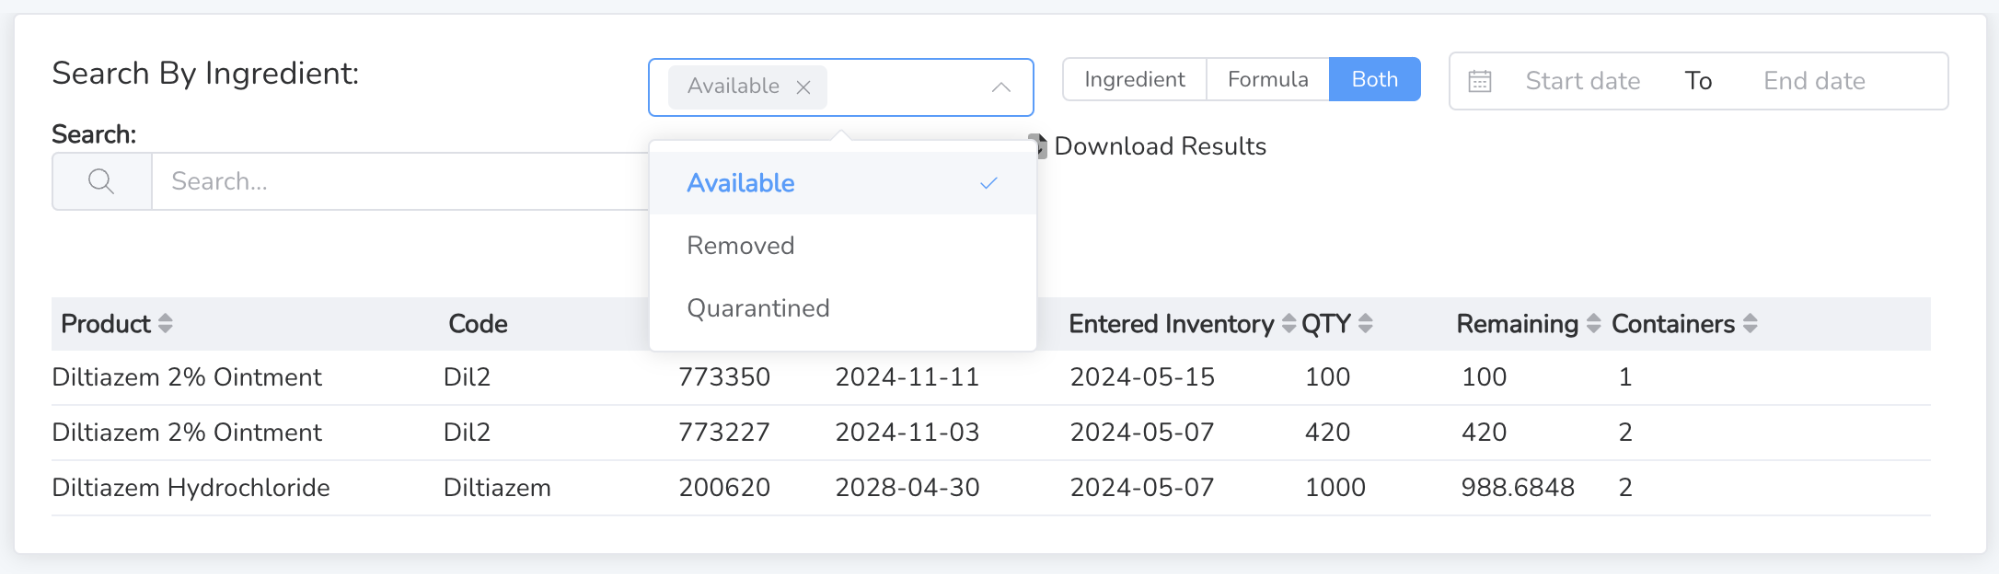 Search By Ingredient:
Available
Ingredient Formula Both
Start date To End date
Search:
Search...
Download Results
Available
Removed
Quarantined
Product Code Entered Inventory QTY Remaining Containers
Diltiazem 2% Ointment Dil2 773350 2024-11-11 2024-05-15 100 100 1
Diltiazem 2% Ointment Dil2 773227 2024-11-03 2024-05-07 420 420 2
Diltiazem Hydrochloride Diltiazem 200620 2028-04-30 2024-05-07 1000 988.6848 2